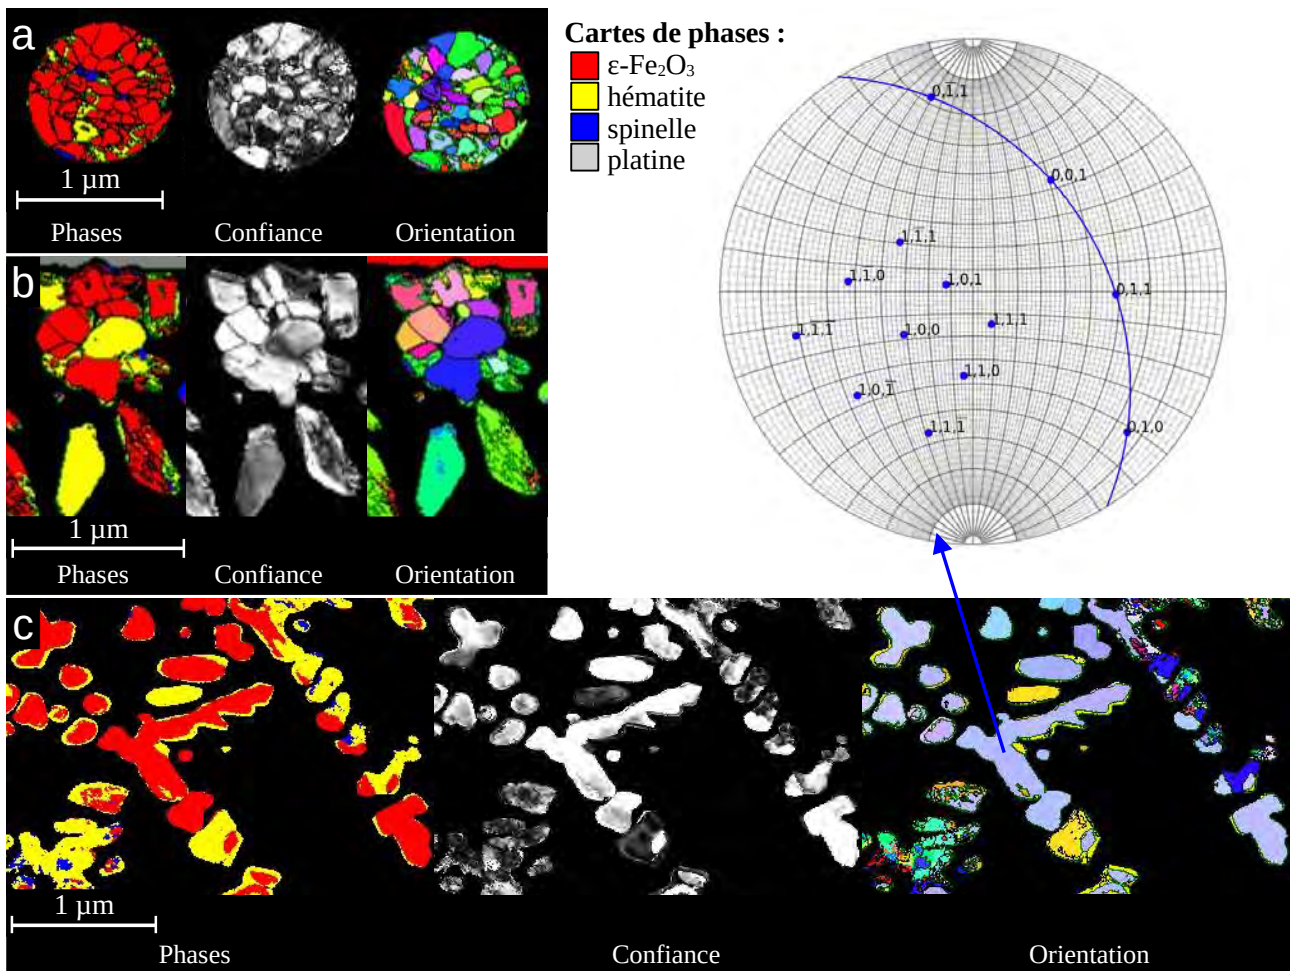 a
1 µm
Phases
Confiance
Orientation
Cartes de phases :
ε-Fe₂O₃
hématite
spinelle
platine
0,1̅,1
0,0,1
1,1̅,1
1,1̅,0
1,0,1
0,1,1
1,1̅,1̅
1,0,0
1,1,1
1,1,0
1,0,1̅
1,1,1̅
0,1,0
b
1 µm
Phases
Confiance
Orientation
c
1 µm
Phases
Confiance
Orientation